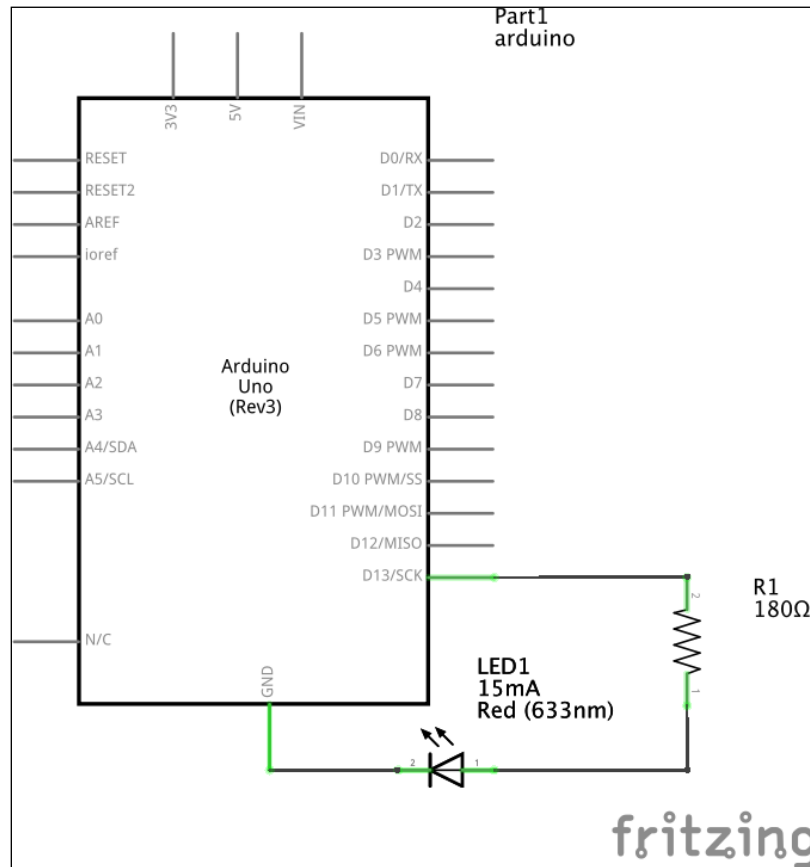 Part1
arduino
3V3
5V
VIN
RESET
RESET2
AREF
ioref
A0
A1
A2
A3
A4/SDA
A5/SCL
N/C
Arduino
Uno
(Rev3)
D0/RX
D1/TX
D2
D3 PWM
D4
D5 PWM
D6 PWM
D7
D8
D9 PWM
D10 PWM/SS
D11 PWM/MOSI
D12/MISO
D13/SCK
GND
2
1
R1
180Ω
LED1
15mA
Red (633nm)
2
1
fritzing